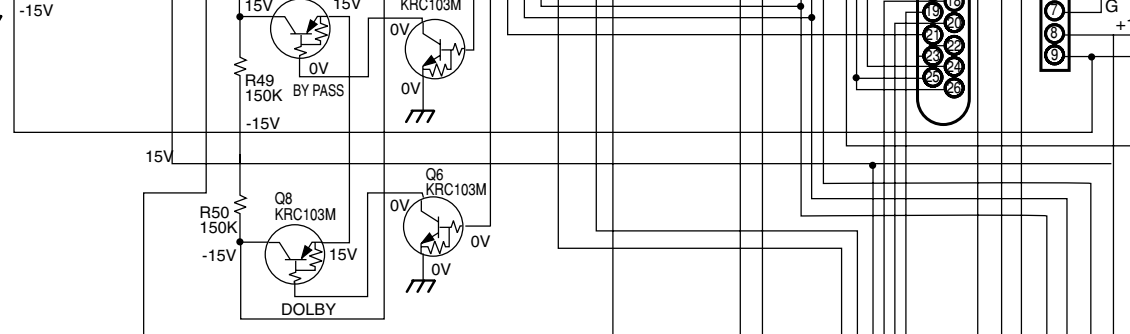 -15V
15V
15V
KRC103M
0V
0V
R49
150K
BY PASS
0V
-15V
15V
Q6
KRC103M
Q8
KRC103M
0V
R50
150K
-15V
15V
0V
0V
DOLBY
18
19
20
21
22
23
24
25
26
7
G
8
9